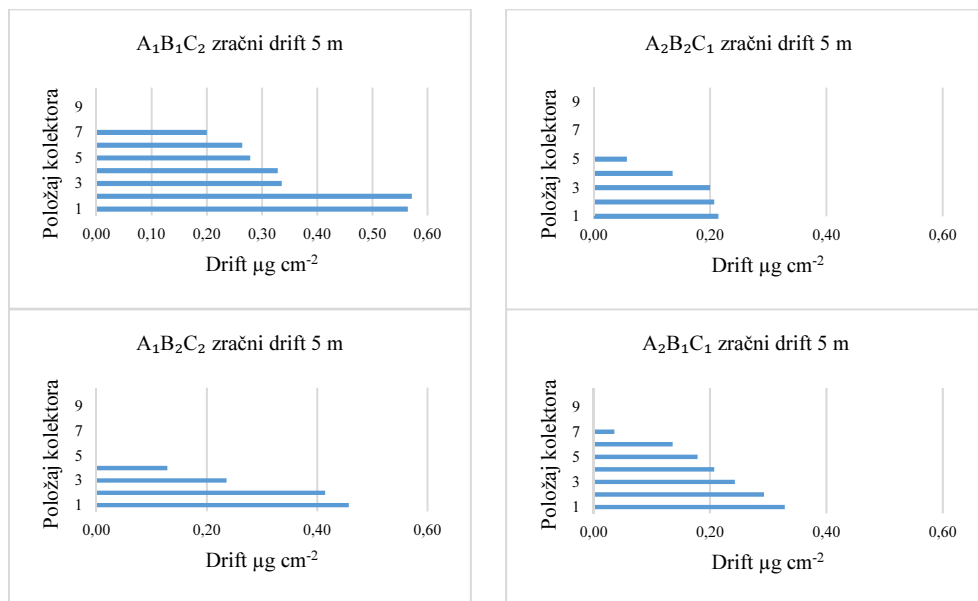 A₁B₁C₂ zračni drift 5 m
Položaj kolektora
9
7
5
3
1
0,00 0,10 0,20 0,30 0,40 0,50 0,60
Drift µg cm⁻²
A₂B₂C₁ zračni drift 5 m
Položaj kolektora
9
7
5
3
1
0,00 0,20 0,40 0,60
Drift µg cm⁻²
A₁B₂C₂ zračni drift 5 m
Položaj kolektora
9
7
5
3
1
0,00 0,20 0,40 0,60
Drift µg cm⁻²
A₂B₁C₁ zračni drift 5 m
Položaj kolektora
9
7
5
3
1
0,00 0,20 0,40 0,60
Drift µg cm⁻²